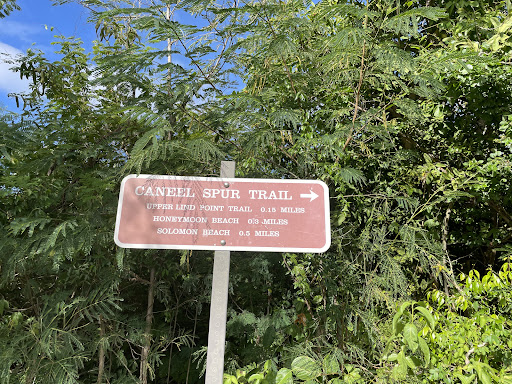 CANEEL SPUR TRAIL →
UPPER LIND POINT TRAIL 0.15 MILES
HONEYMOON BEACH 0.3 MILES
SOLOMON BEACH 0.5 MILES